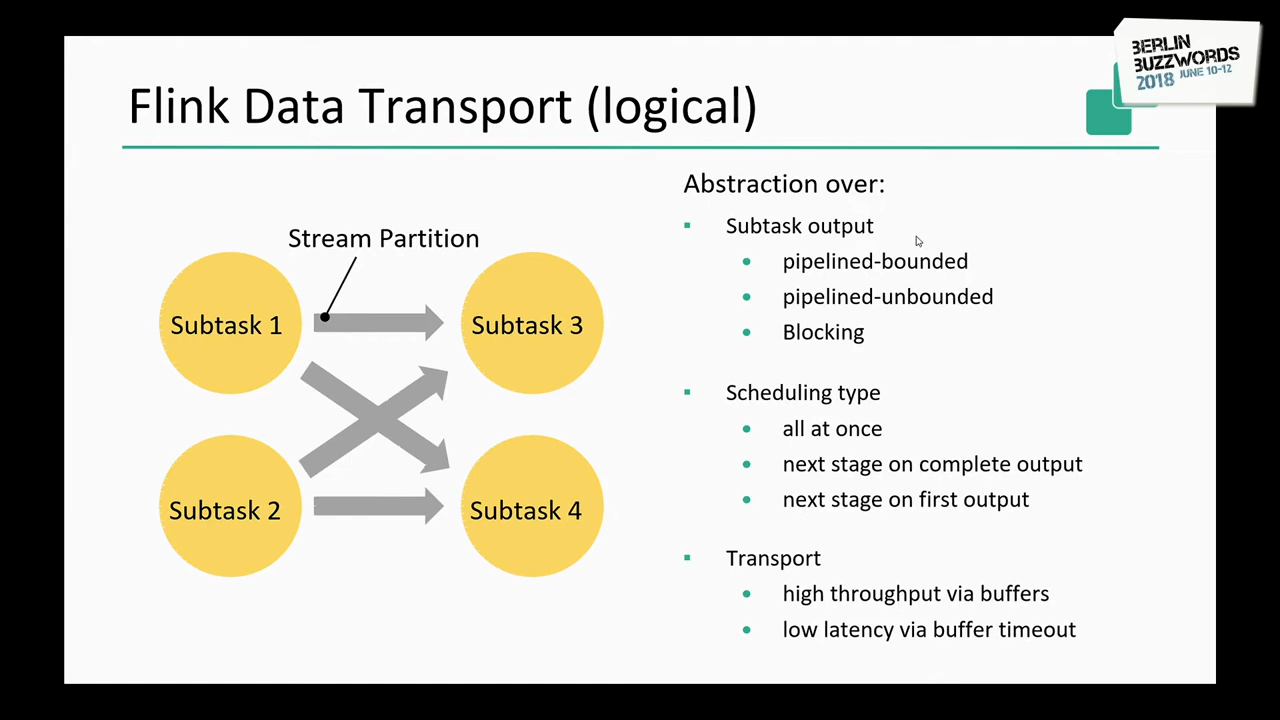 BERLIN
BUZZWORDS
2018 JUNE 10-12
Flink Data Transport (logical)
Stream Partition
Subtask 1
Subtask 3
Subtask 2
Subtask 4
Abstraction over:
Subtask output
pipelined-bounded
pipelined-unbounded
Blocking
Scheduling type
all at once
next stage on complete output
next stage on first output
Transport
high throughput via buffers
low latency via buffer timeout